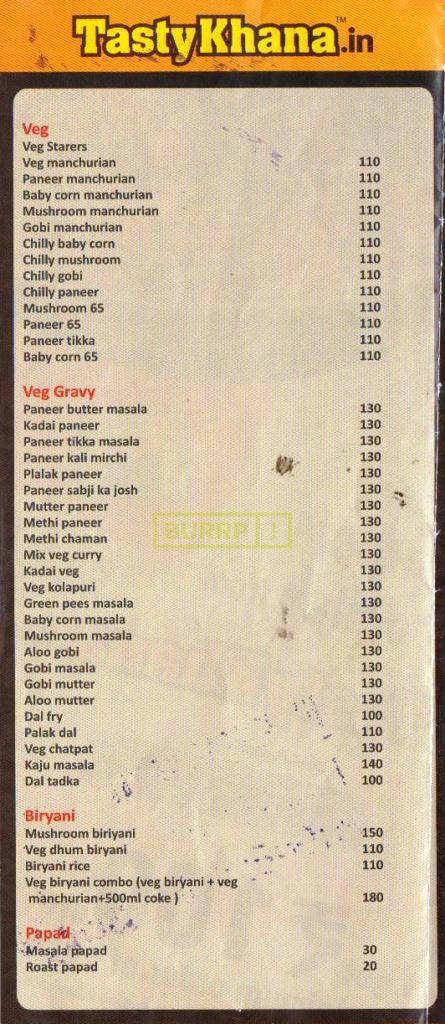 TastyKhana.in™
Veg
Veg Starers
Veg manchurian 110
Paneer manchurian 110
Baby corn manchurian 110
Mushroom manchurian 110
Gobi manchurian 110
Chilly baby corn 110
Chilly mushroom 110
Chilly gobi 110
Chilly paneer 110
Mushroom 65 110
Paneer 65 110
Paneer tikka 110
Baby corn 65 110
Veg Gravy
Paneer butter masala 130
Kadai paneer 130
Paneer tikka masala 130
Paneer kali mirchi 130
Plalak paneer 130
Paneer sabji ka josh 130
Mutter paneer 130
Methi paneer 130
Methi chaman 130
Mix veg curry 130
Kadai veg 130
Veg kolapuri 130
Green pees masala 130
Baby corn masala 130
Mushroom masala 130
Aloo gobi 130
Gobi masala 130
Gobi mutter 130
Aloo mutter 130
Dal fry 100
Palak dal 110
Veg chatpat 130
Kaju masala 140
Dal tadka 100
BURRP!
Biryani
Mushroom biriyani 150
Veg dhum biryani 110
Biryani rice 110
Veg biryani combo (veg biryani + veg
manchurian+500ml coke ) 180
Papad
Masala papad 30
Roast papad 20